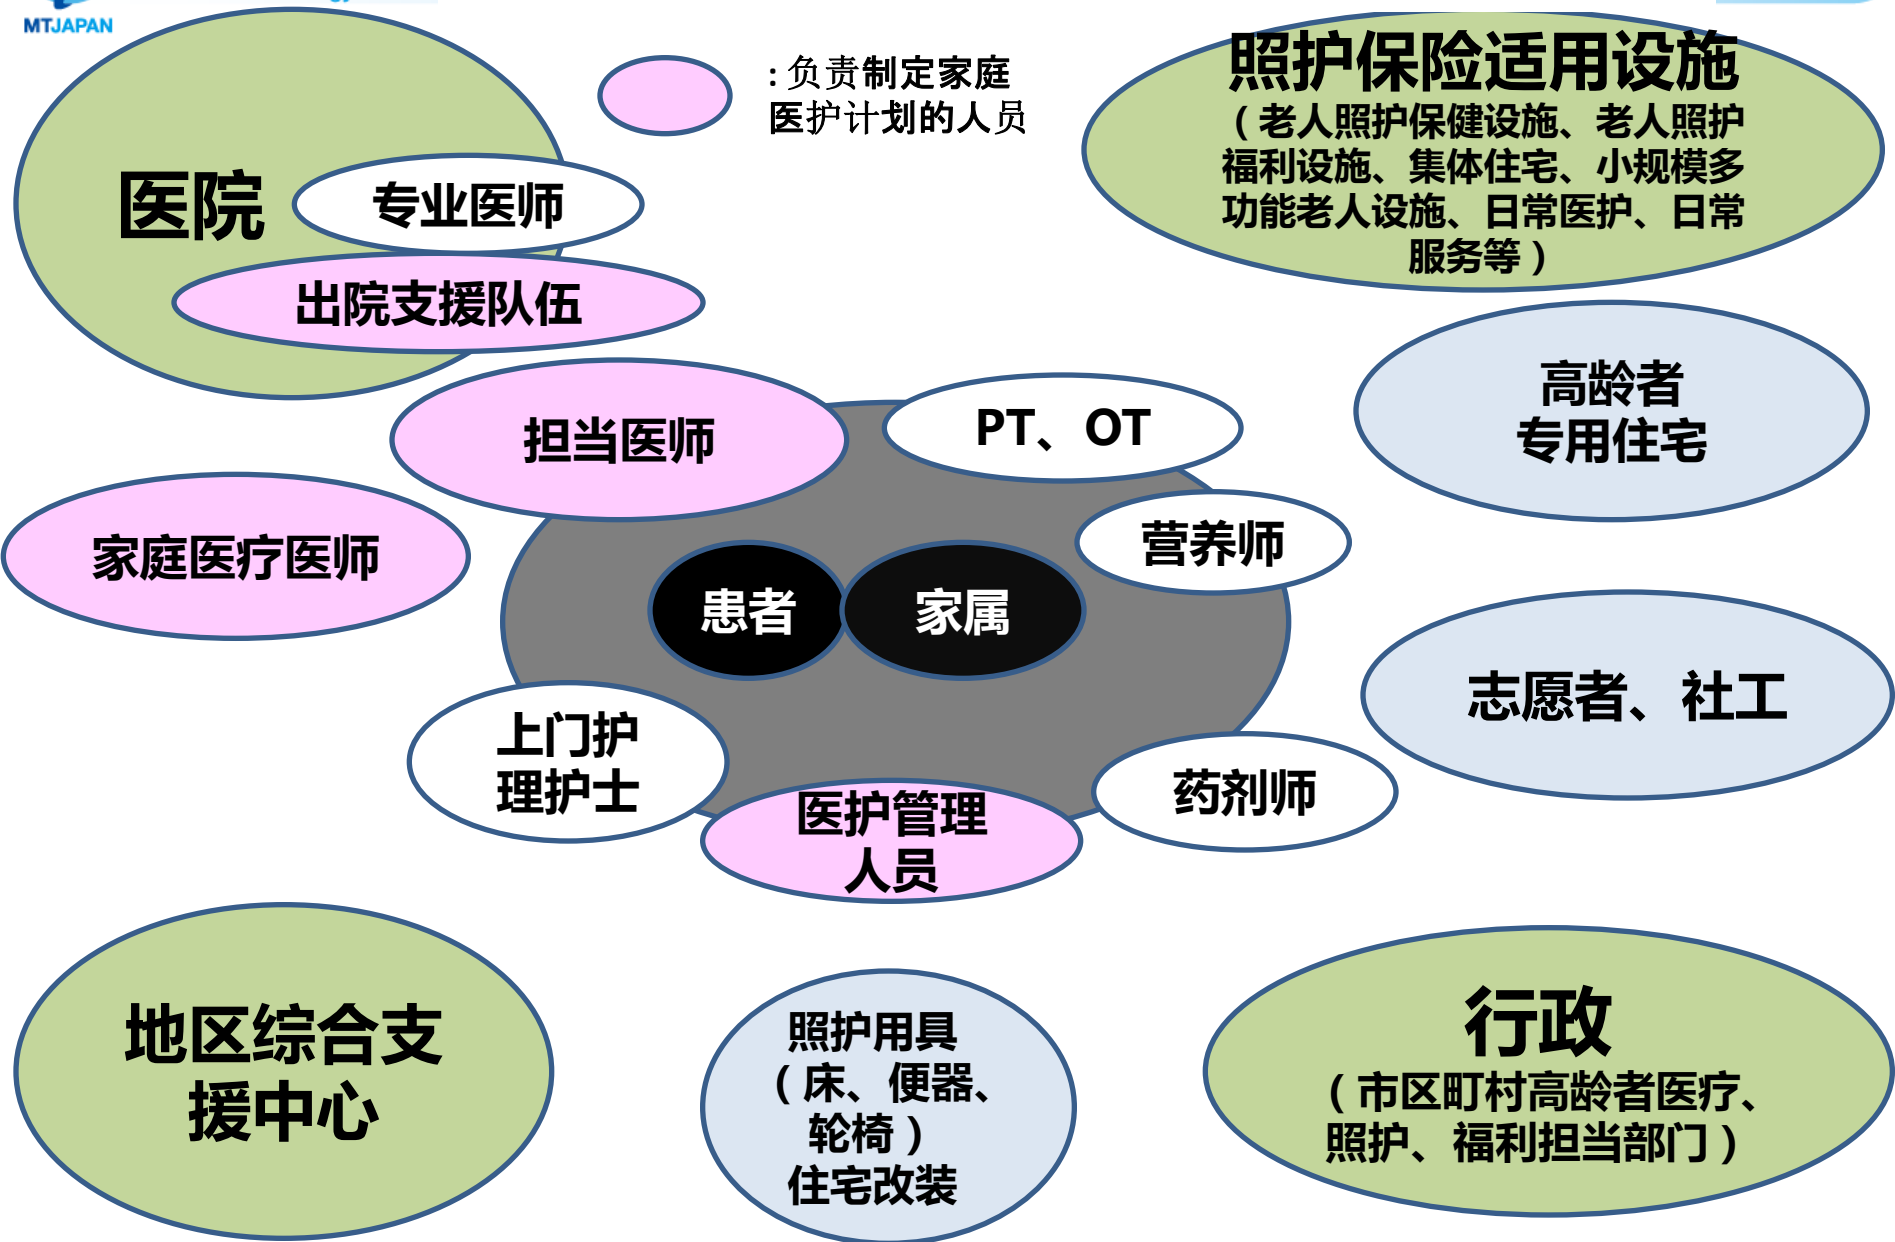 MTJAPAN
：负责制定家庭
医护计划的人员
照护保险适用设施
（老人照护保健设施、老人照护
福利设施、集体住宅、小规模多
功能老人设施、日常医护、日常
服务等）
医院
专业医师
出院支援队伍
担当医师
PT、OT
高龄者
专用住宅
家庭医疗医师
营养师
患者
家属
志愿者、社工
上门护
理护士
医护管理
人员
药剂师
地区综合支
援中心
照护用具
（床、便器、
轮椅）
住宅改装
行政
（市区町村高龄者医疗、
照护、福利担当部门）